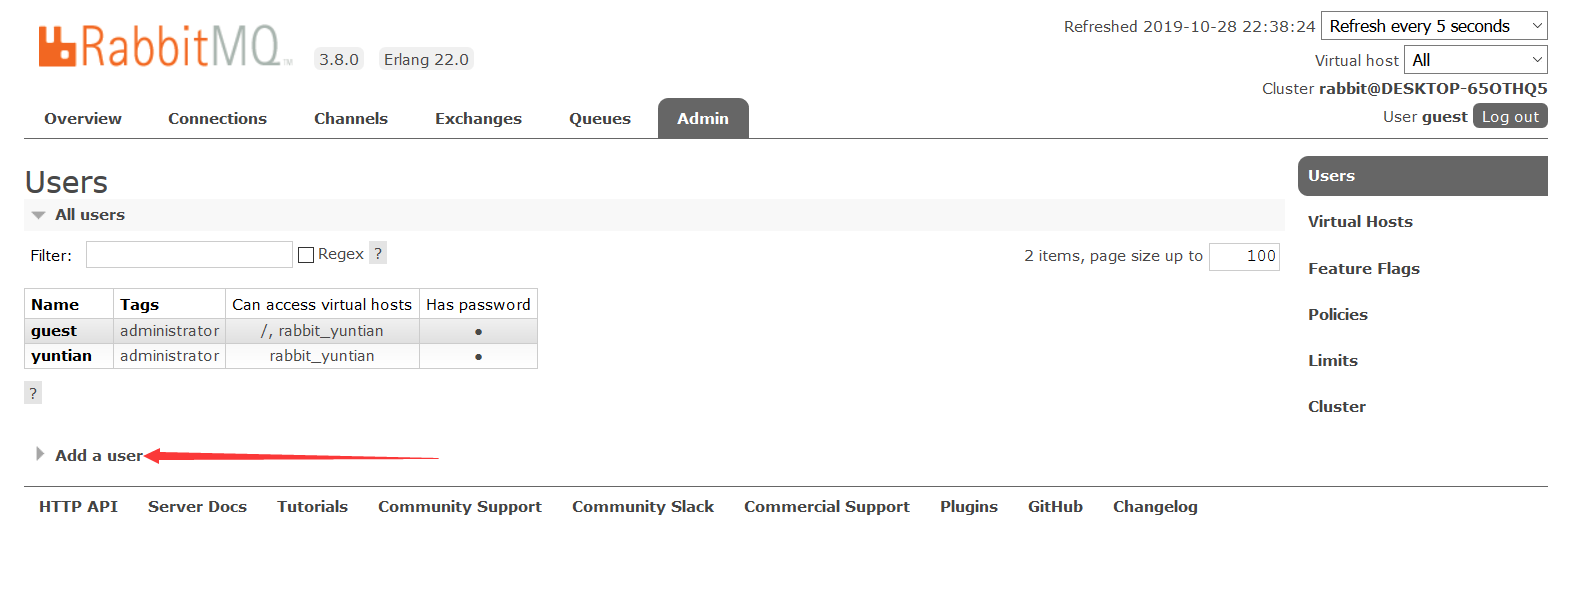 RabbitMQ TM 3.8.0 Erlang 22.0
Refreshed 2019-10-28 22:38:24 Refresh every 5 seconds
Virtual host All
Cluster rabbit@DESKTOP-65OTHQ5
User guest Log out
Overview Connections Channels Exchanges Queues Admin
Users
All users
Filter: Regex ? 2 items, page size up to 100
Name Tags Can access virtual hosts Has password
guest administrator /, rabbit_yuntian ●
yuntian administrator rabbit_yuntian ●
?
Add a user
Users
Virtual Hosts
Feature Flags
Policies
Limits
Cluster
HTTP API Server Docs Tutorials Community Support Community Slack Commercial Support Plugins GitHub Changelog